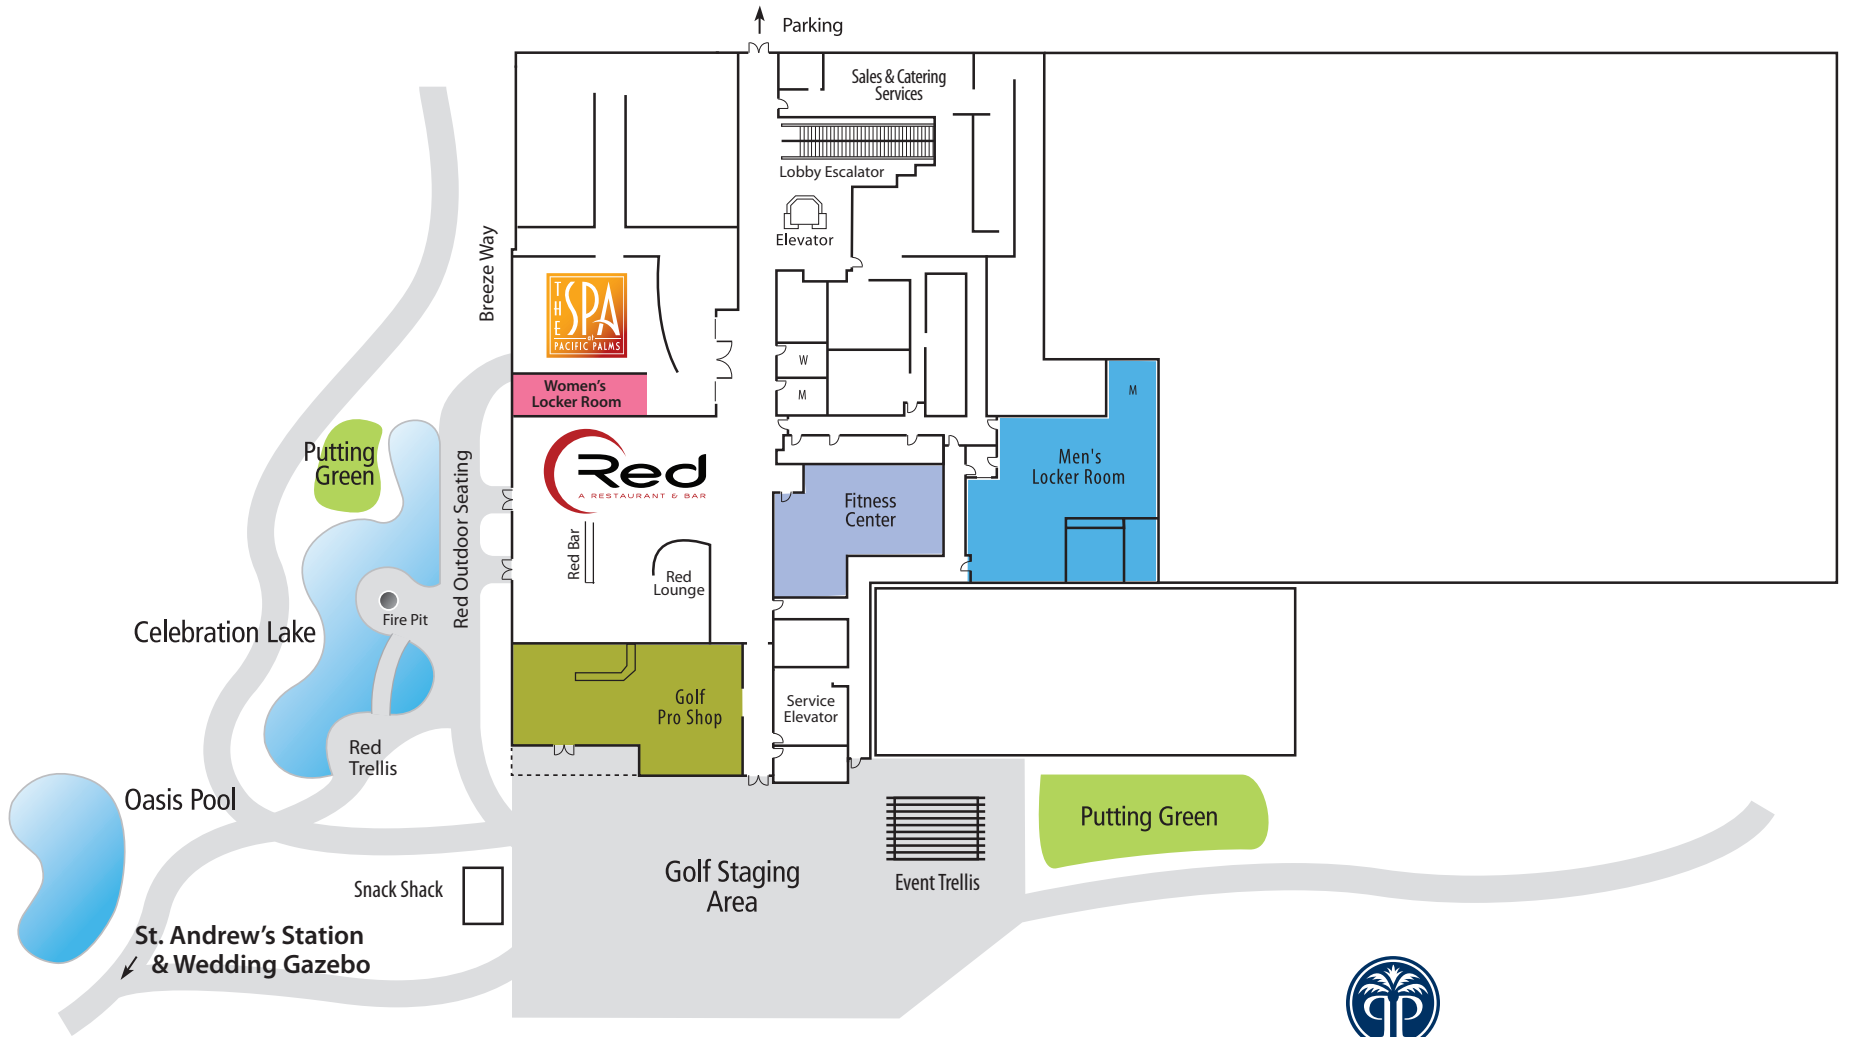 Parking
Sales & Catering
Services
Lobby Escalator
Elevator
Breeze Way
THE
SPA
at
PACIFIC PALMS
W
M
Women's
Locker Room
M
Men's
Locker Room
Putting
Green
Red
A RESTAURANT & BAR
Fitness
Center
Red Outdoor Seating
Red Bar
Red
Lounge
Fire Pit
Celebration Lake
Golf
Pro Shop
Service
Elevator
Red
Trellis
Oasis Pool
Putting Green
Golf Staging
Area
Event Trellis
Snack Shack
St. Andrew's Station
& Wedding Gazebo